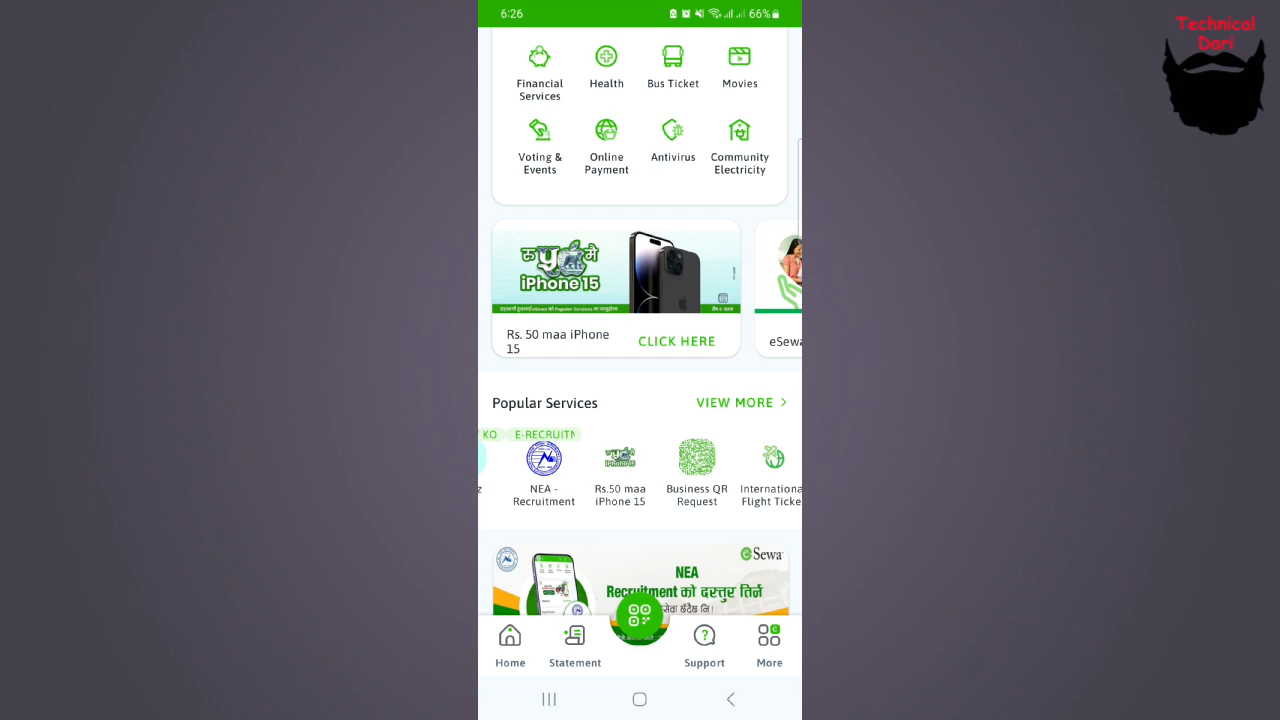 6:26
66%
Technical
Dari
Financial
Services
Health
Bus Ticket
Movies
Voting &
Events
Online
Payment
Antivirus
Community
Electricity
रु ५० मै
iPhone 15
Rs. 50 maa iPhone
15
CLICK HERE
eSewa
Popular Services
VIEW MORE
KO
E-RECRUITM
z
NEA -
Recruitment
Rs.50 maa
iPhone 15
Business QR
Request
Internationa
Flight Ticke
eSewa
NEA
Recruitment को दस्तुर तिर्न
Home
Statement
Support
More